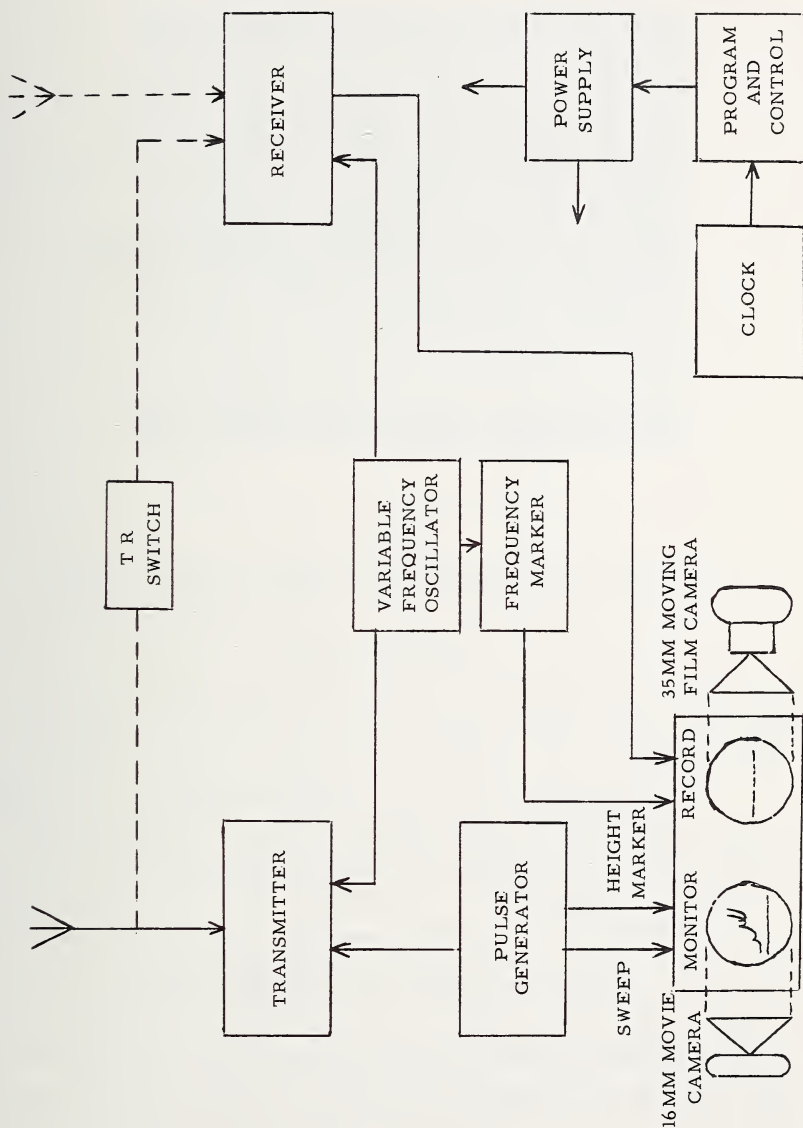 T R
SWITCH
TRANSMITTER
RECEIVER
VARIABLE
FREQUENCY
OSCILLATOR
PULSE
GENERATOR
FREQUENCY
MARKER
POWER
SUPPLY
SWEEP
HEIGHT
MARKER
16MM MOVIE
CAMERA
MONITOR
RECORD
35MM MOVING
FILM CAMERA
CLOCK
PROGRAM
AND
CONTROL